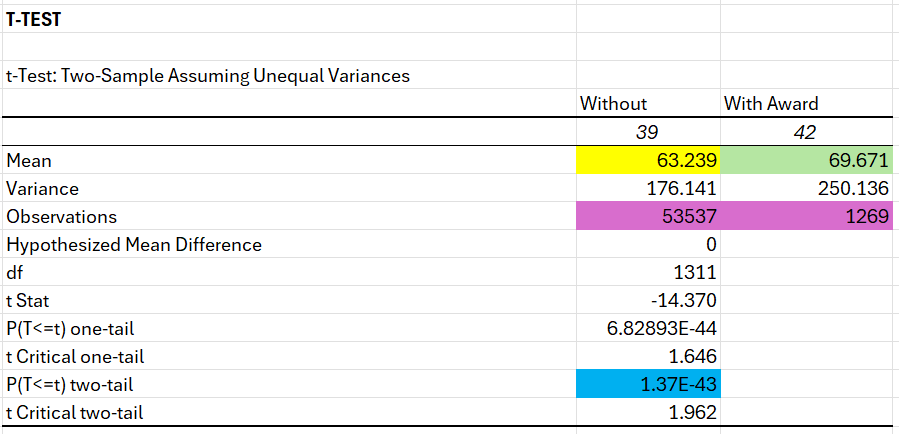 T-TEST
t-Test: Two-Sample Assuming Unequal Variances
Without With Award
39 42
Mean 63.239 69.671
Variance 176.141 250.136
Observations 53537 1269
Hypothesized Mean Difference 0
df 1311
t Stat -14.370
P(T<=t) one-tail 6.82893E-44
t Critical one-tail 1.646
P(T<=t) two-tail 1.37E-43
t Critical two-tail 1.962